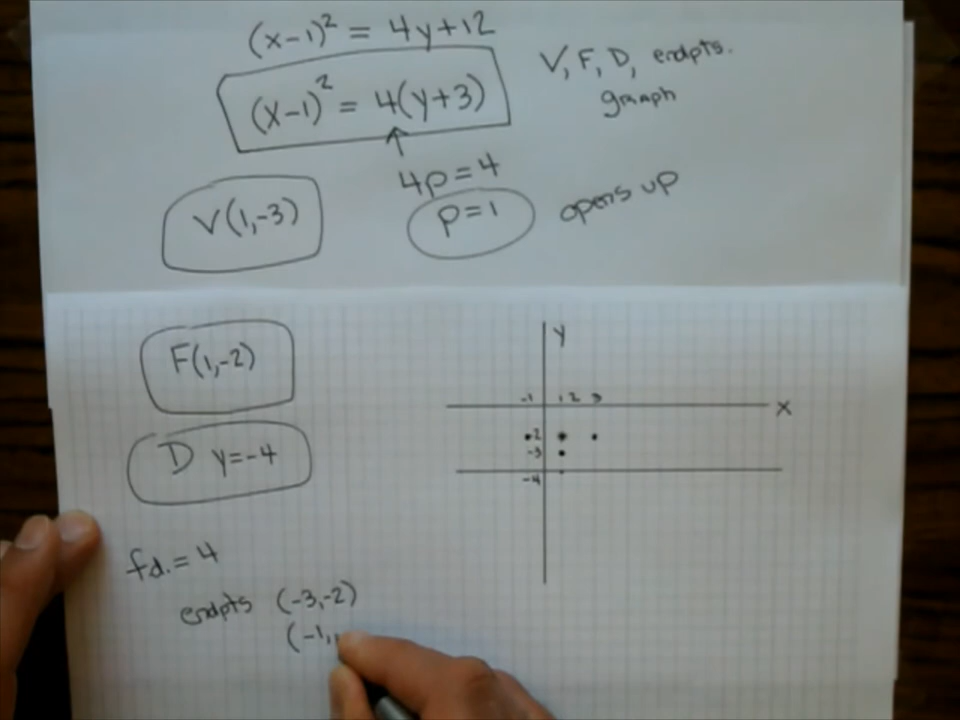 (x-1)² = 4y+12
(x-1)² = 4(y+3)
V, F, D, endpts.
graph
4p = 4
p = 1
opens up
V(1,-3)
F(1,-2)
D y=-4
fd. = 4
endpts (-3,-2)
(-1,
y
-1 1 2 3
x
-2
-3
-4